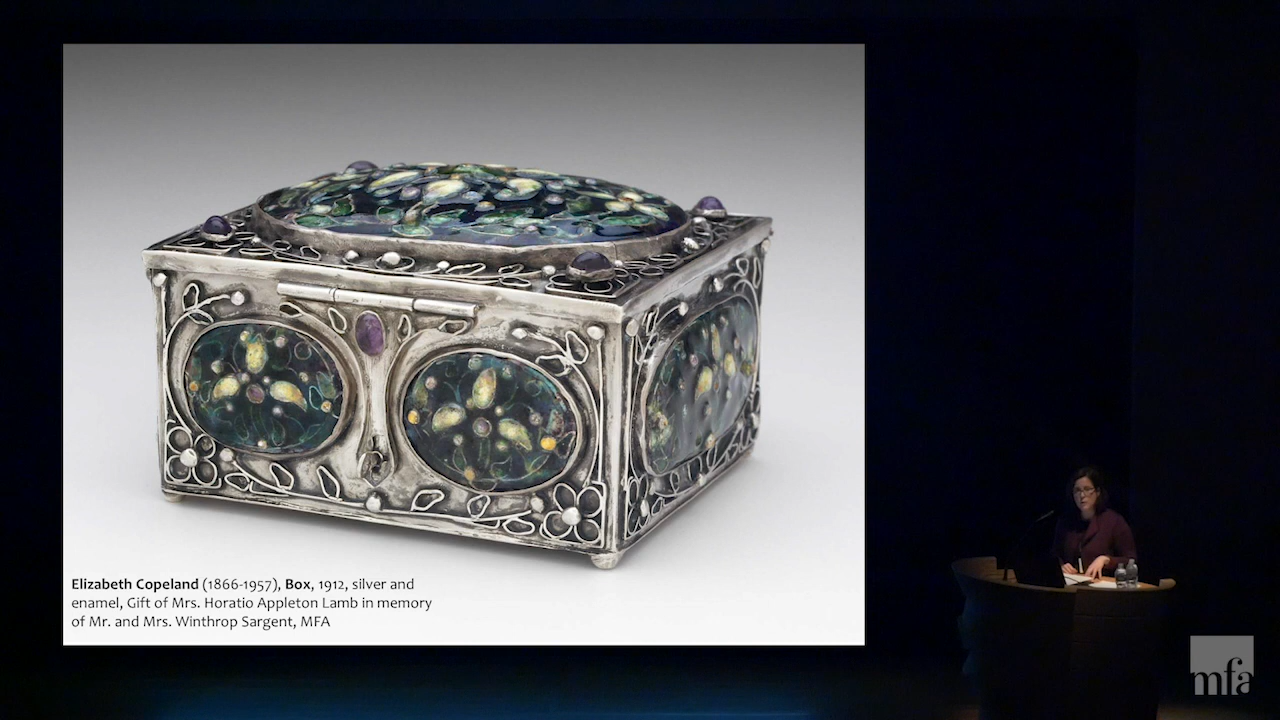 Elizabeth Copeland (1866-1957), Box, 1912, silver and
enamel, Gift of Mrs. Horatio Appleton Lamb in memory
of Mr. and Mrs. Winthrop Sargent, MFA
mfa